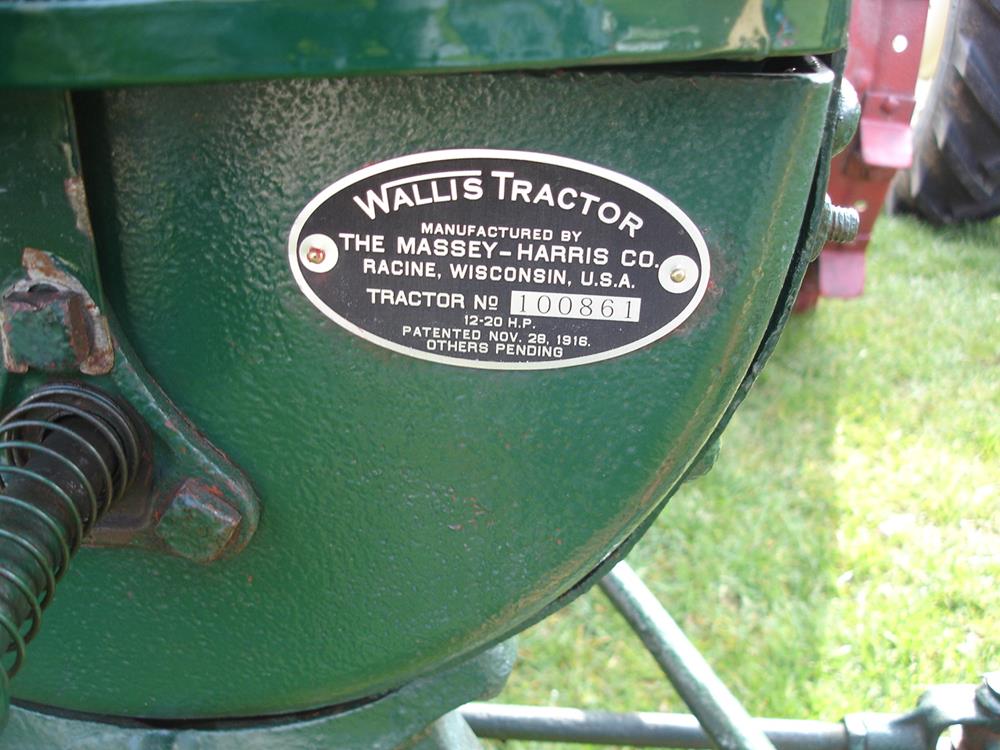 WALLIS TRACTOR
MANUFACTURED BY
THE MASSEY-HARRIS CO.
RACINE, WISCONSIN, U.S.A.
TRACTOR Nº 100861
12-20 H.P.
PATENTED NOV. 28, 1916.
OTHERS PENDING